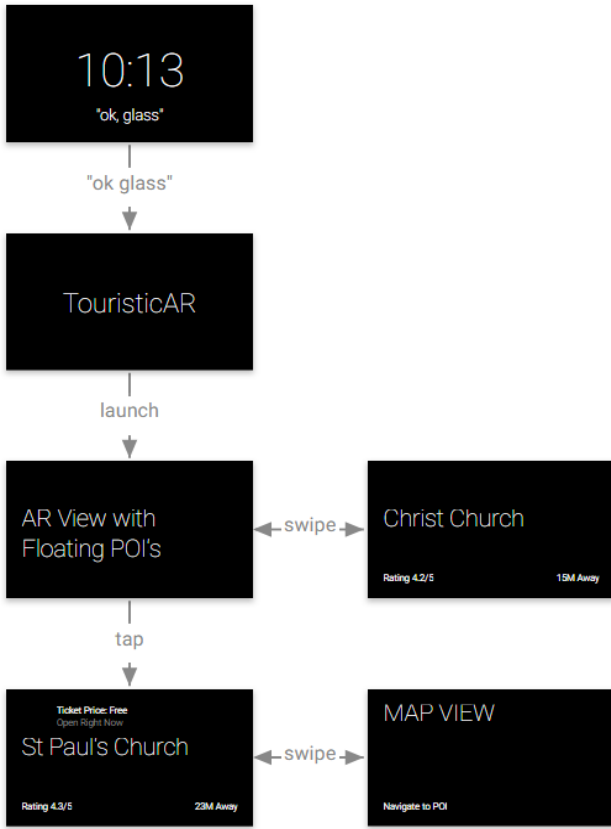 10:13
"ok, glass"
"ok glass"
TouristicAR
launch
AR View with
Floating POI's
swipe
Christ Church
Rating 4.2/5
15M Away
tap
Ticket Price: Free
Open Right Now
St Paul's Church
Rating 4.3/5
23M Away
swipe
MAP VIEW
Navigate to POI